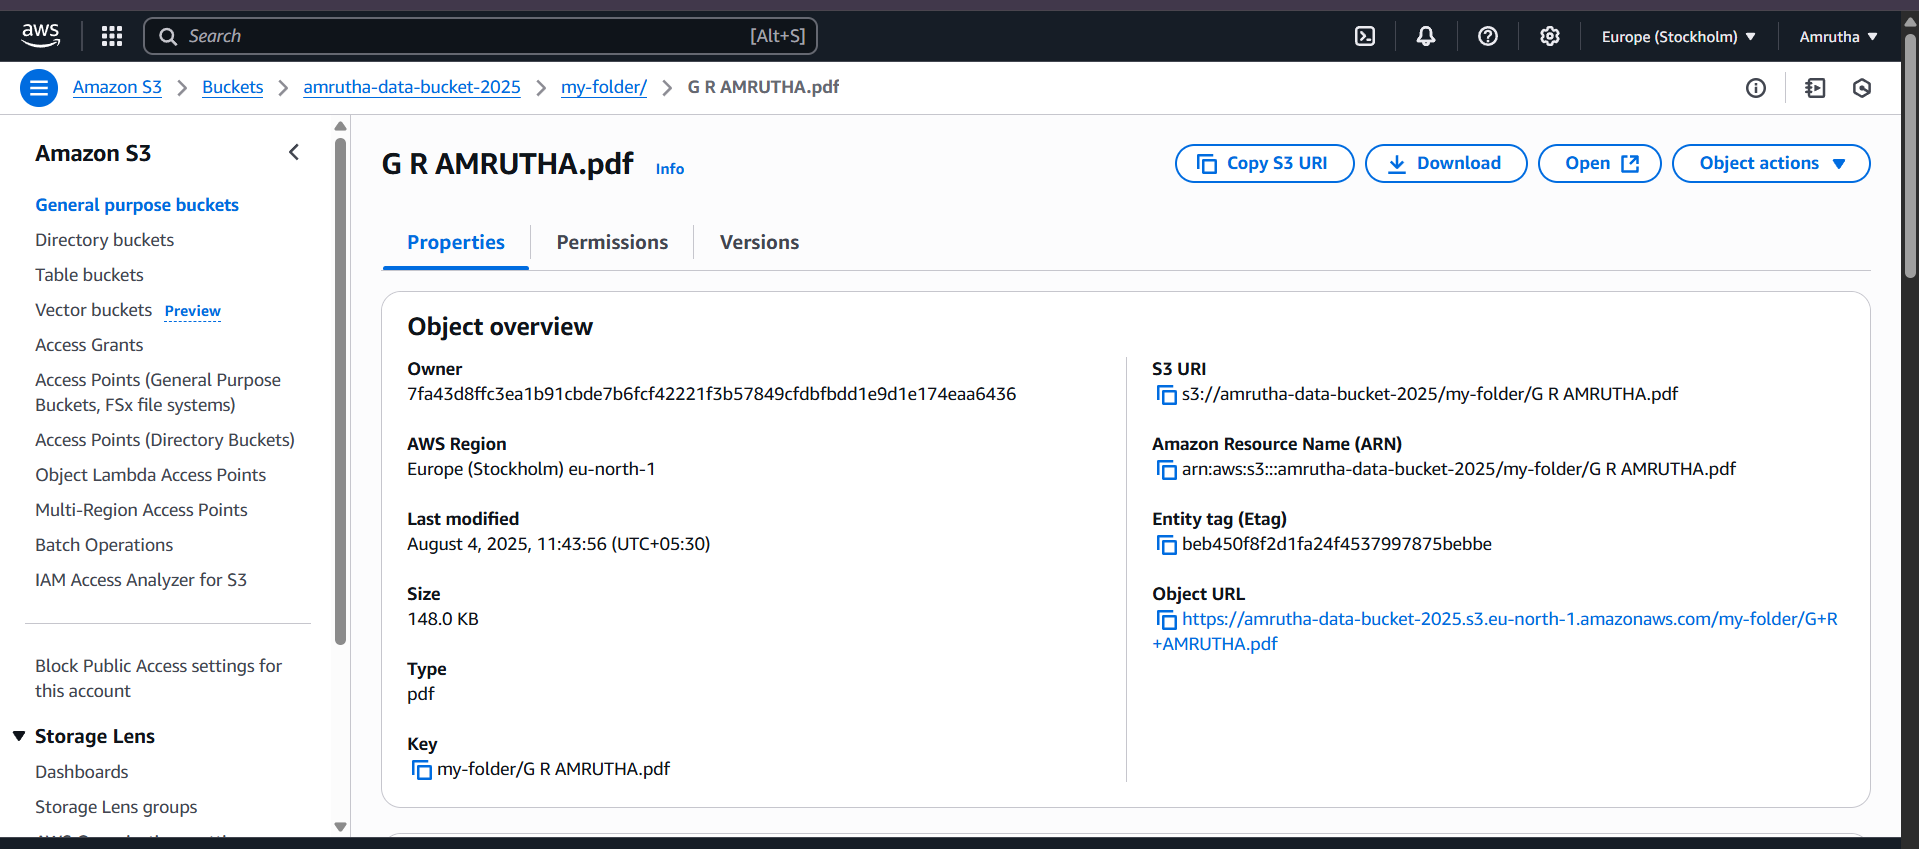 aws
Search [Alt+S]
Europe (Stockholm)
Amrutha
Amazon S3 > Buckets > amrutha-data-bucket-2025 > my-folder/ > G R AMRUTHA.pdf
Amazon S3
General purpose buckets
Directory buckets
Table buckets
Vector buckets Preview
Access Grants
Access Points (General Purpose
Buckets, FSx file systems)
Access Points (Directory Buckets)
Object Lambda Access Points
Multi-Region Access Points
Batch Operations
IAM Access Analyzer for S3
Block Public Access settings for
this account
Storage Lens
Dashboards
Storage Lens groups
G R AMRUTHA.pdf Info
Copy S3 URI
Download
Open
Object actions
Properties
Permissions
Versions
Object overview
Owner
7fa43d8ffc3ea1b91cbde7b6fcf42221f3b57849cfdbfbdd1e9d1e174eaa6436
AWS Region
Europe (Stockholm) eu-north-1
Last modified
August 4, 2025, 11:43:56 (UTC+05:30)
Size
148.0 KB
Type
pdf
Key
my-folder/G R AMRUTHA.pdf
S3 URI
s3://amrutha-data-bucket-2025/my-folder/G R AMRUTHA.pdf
Amazon Resource Name (ARN)
arn:aws:s3:::amrutha-data-bucket-2025/my-folder/G R AMRUTHA.pdf
Entity tag (Etag)
beb450f8f2d1fa24f4537997875bebbe
Object URL
https://amrutha-data-bucket-2025.s3.eu-north-1.amazonaws.com/my-folder/G+R
+AMRUTHA.pdf